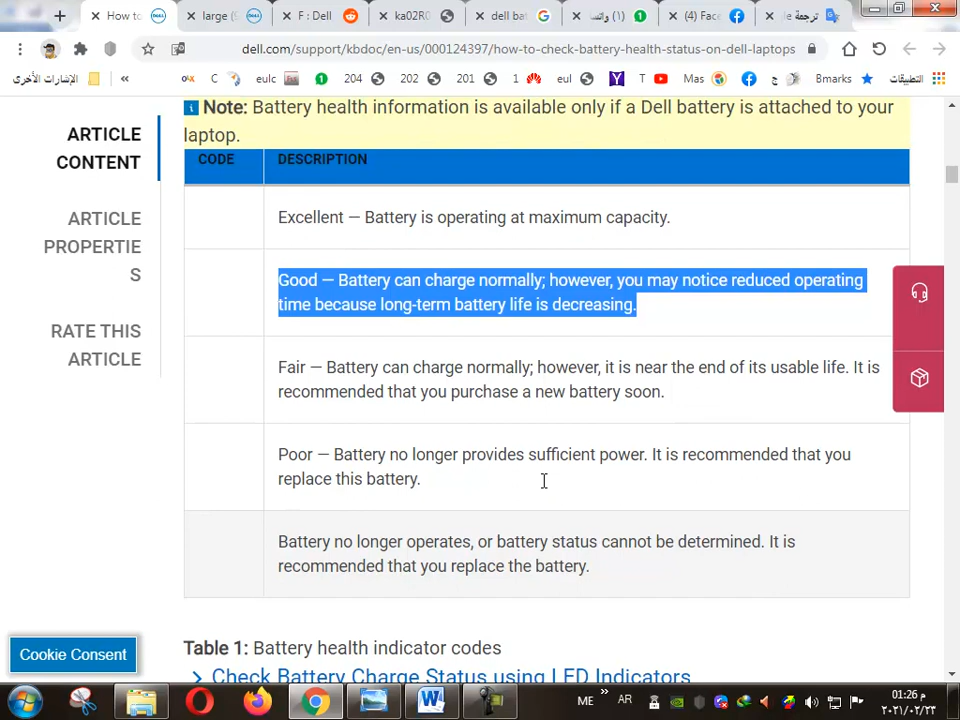 How to
large (
F : Dell
ka02R0
dell ba
(١) واتس
(4) Fac
ترجمة
dell.com/support/kbdoc/en-us/000124397/how-to-check-battery-health-status-on-dell-laptops
الإشارات الأخرى
«
olx
C
eulc
1
204
202
201
1
eul
Y
T
Mas
ج
Bmarks
التطبيقات
ARTICLE
CONTENT
ARTICLE
PROPERTIE
S
RATE THIS
ARTICLE
i Note: Battery health information is available only if a Dell battery is attached to your
laptop.
CODE DESCRIPTION
Excellent — Battery is operating at maximum capacity.
Good — Battery can charge normally; however, you may notice reduced operating
time because long-term battery life is decreasing.
Fair — Battery can charge normally; however, it is near the end of its usable life. It is
recommended that you purchase a new battery soon.
Poor — Battery no longer provides sufficient power. It is recommended that you
replace this battery.
Battery no longer operates, or battery status cannot be determined. It is
recommended that you replace the battery.
Table 1: Battery health indicator codes
Check Battery Charge Status using LED Indicators
Cookie Consent
ME
»
AR
01:26 م
٢٠٢١/٠٢/٢٣